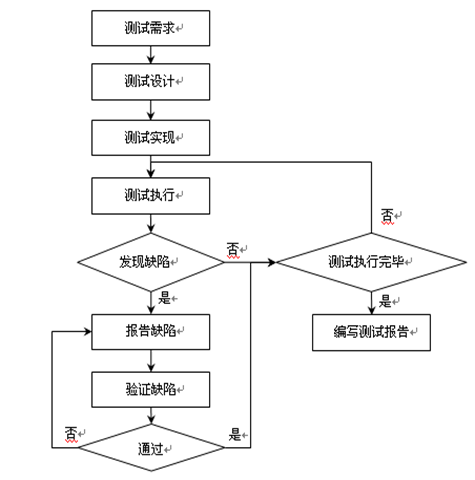 测试需求
测试设计
测试实现
测试执行
否
发现缺陷
否
测试执行完毕
是
是
报告缺陷
编写测试报告
验证缺陷
否
是
通过